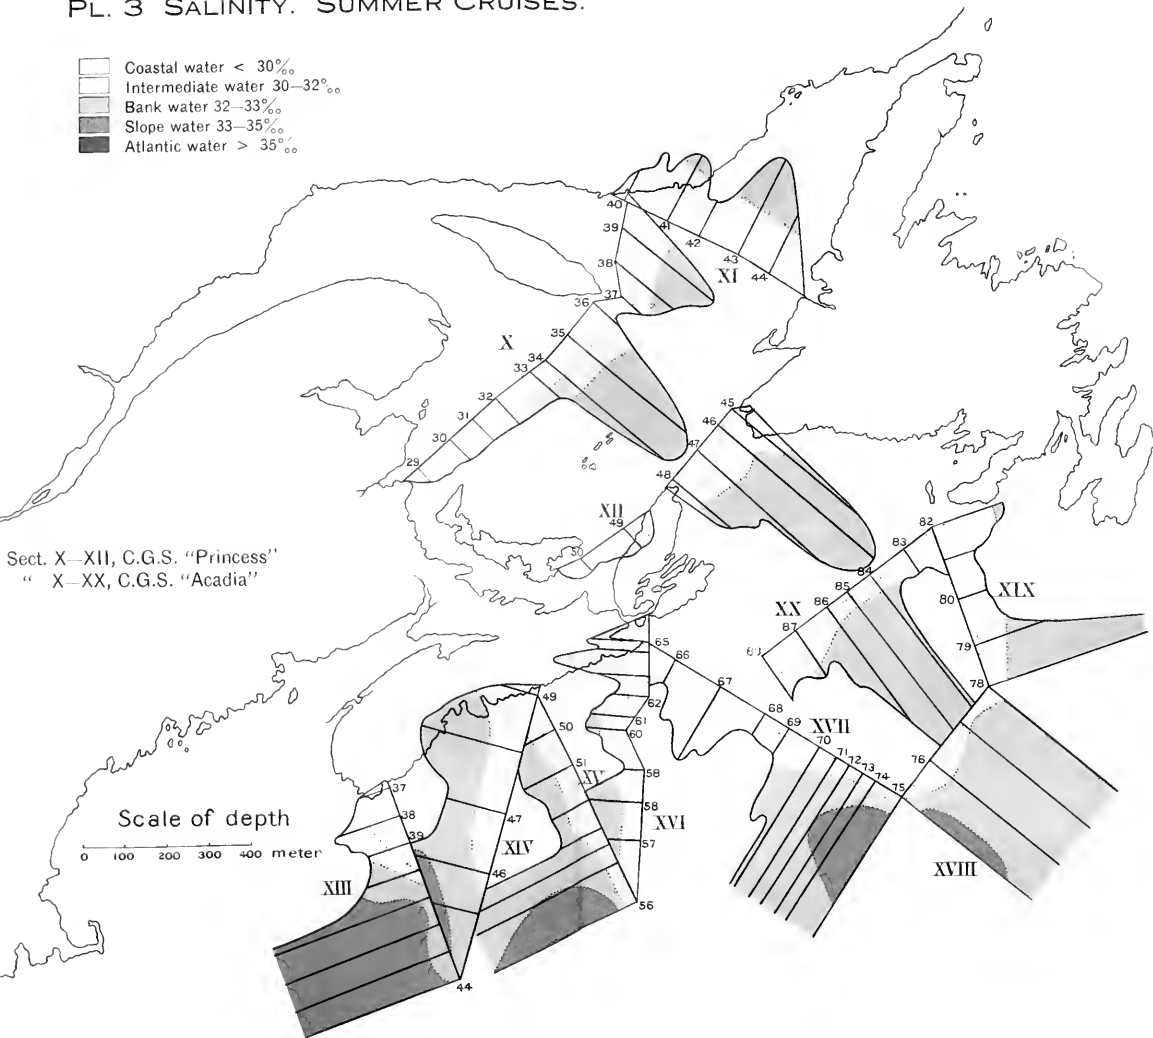 PL. 3 SALINITY. SUMMER CRUISES.
Coastal water < 30‰
Intermediate water 30—32‰
Bank water 32—33‰
Slope water 33—35‰
Atlantic water > 35‰
40
39
38
37
41
42
43
44
XI
36
35
34
33
32
31
30
29
X
45
46
47
48
XII
49
50
Sect. X—XII, C.G.S. "Princess"
" X—XX, C.G.S. "Acadia"
82
83
84
85
86
87
XX
80
79
78
XIX
65
66
67
68
69
70
71
72
73
74
75
XVII
76
XVIII
62
61
60
58
58
57
56
XVI
49
50
51
XV
47
46
XIV
37
38
39
XIII
44
Scale of depth
0 100 200 300 400 meter